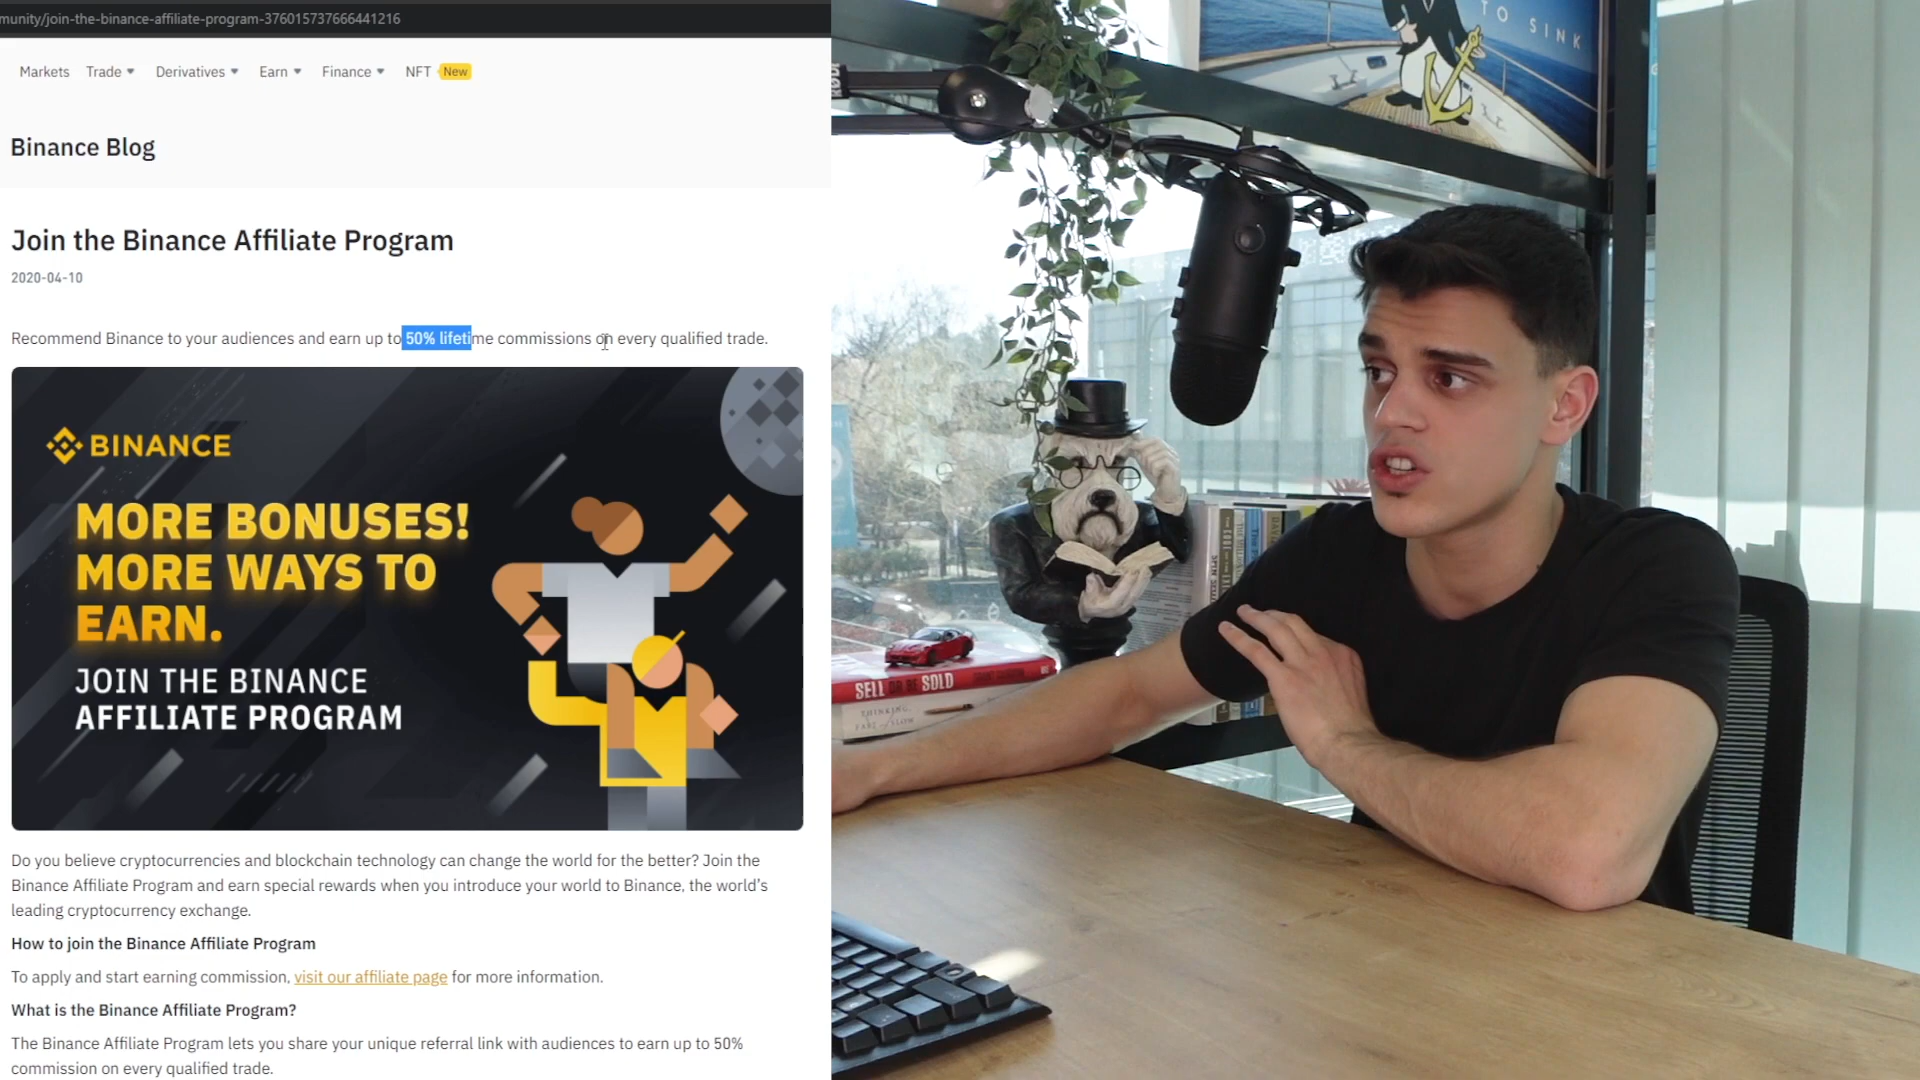 munity/join-the-binance-affiliate-program-376015737666441216
Markets Trade Derivatives Earn Finance NFT New
Binance Blog
Join the Binance Affiliate Program
2020-04-10
Recommend Binance to your audiences and earn up to 50% lifetime commissions on every qualified trade.
BINANCE
MORE BONUSES!
MORE WAYS TO
EARN.
JOIN THE BINANCE
AFFILIATE PROGRAM
Do you believe cryptocurrencies and blockchain technology can change the world for the better? Join the
Binance Affiliate Program and earn special rewards when you introduce your world to Binance, the world's
leading cryptocurrency exchange.
How to join the Binance Affiliate Program
To apply and start earning commission, visit our affiliate page for more information.
What is the Binance Affiliate Program?
The Binance Affiliate Program lets you share your unique referral link with audiences to earn up to 50%
commission on every qualified trade.
TO SINK
SELL OR BE SOLD
THINKING,
FAST AND SLOW